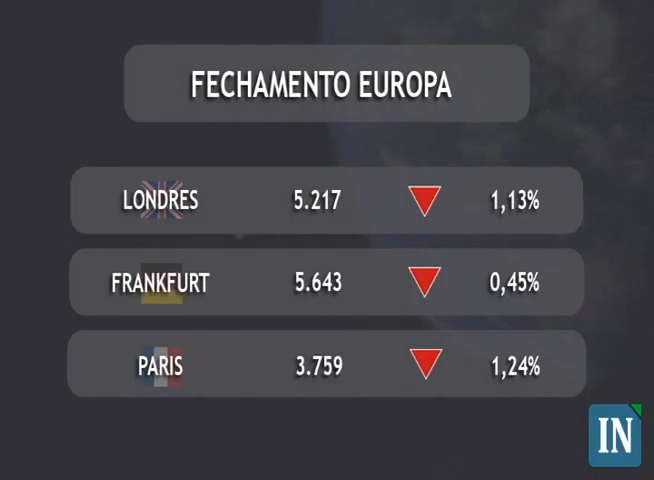 FECHAMENTO EUROPA
LONDRES 5.217 1,13%
FRANKFURT 5.643 0,45%
PARIS 3.759 1,24%
IN